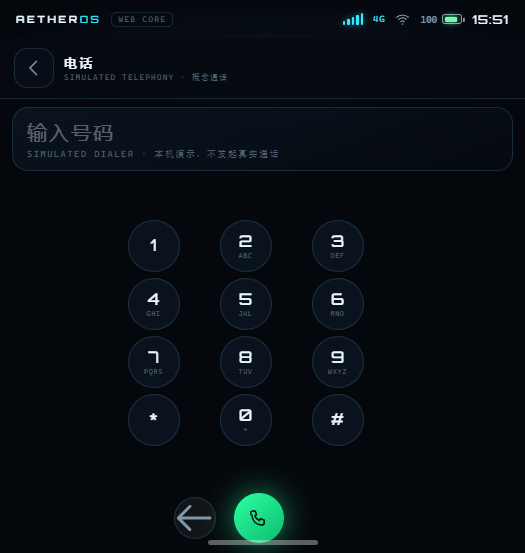 AETHEROS WEB CORE 4G 100 15:51
电话
SIMULATED TELEPHONY · 概念通话
输入号码
SIMULATED DIALER · 本机演示，不发起真实通话
1 2 3
ABC DEF
4 5 6
GHI JKL MNO
7 8 9
PQRS TUV WXYZ
* 0 #
+